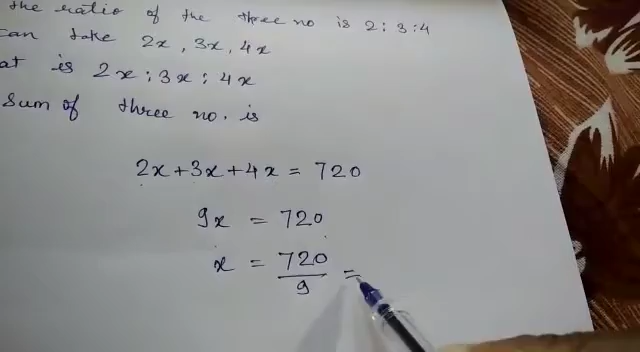 the ratio of the three no is 2:3:4
can take 2x, 3x, 4x
at is 2x : 3x : 4x
Sum of three no. is
2x+3x+4x = 720
9x = 720
x = 720/9 =